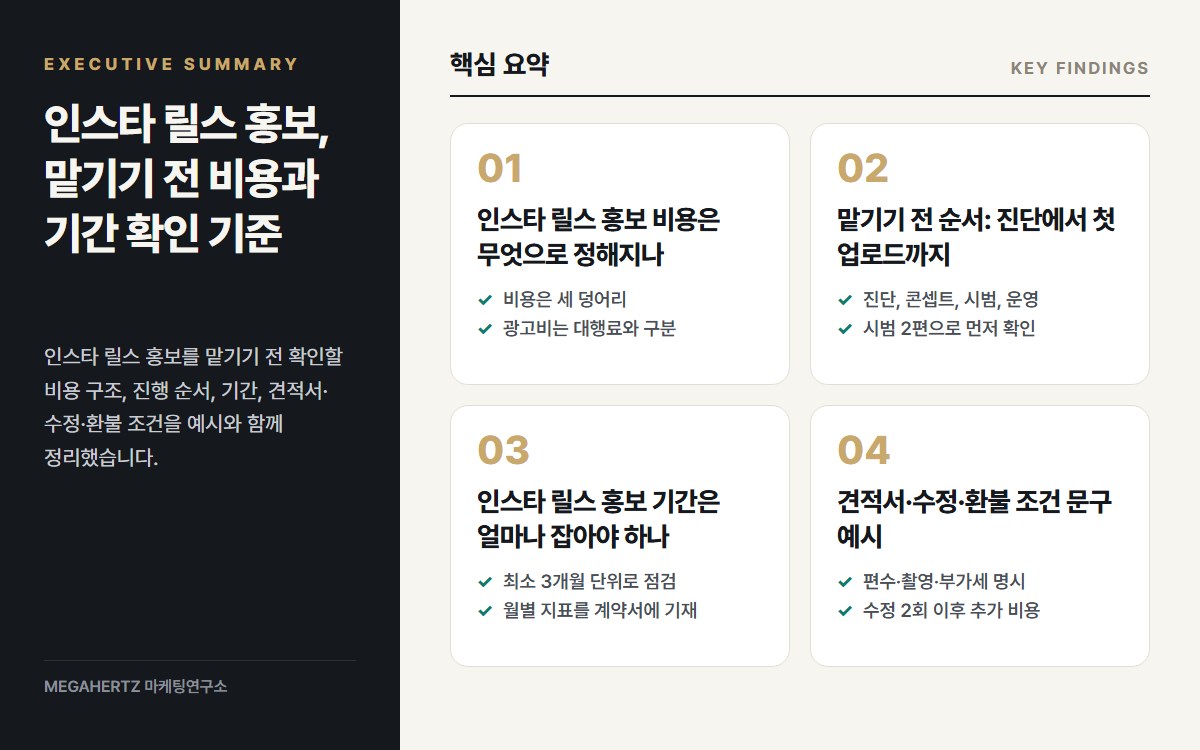 EXECUTIVE SUMMARY
인스타 릴스 홍보,
맡기기 전 비용과
기간 확인 기준
인스타 릴스 홍보를 맡기기 전 확인할
비용 구조, 진행 순서, 기간, 견적서·
수정·환불 조건을 예시와 함께
정리했습니다.
MEGAHERTZ 마케팅연구소
핵심 요약
KEY FINDINGS
01
인스타 릴스 홍보 비용은
무엇으로 정해지나
✓ 비용은 세 덩어리
✓ 광고비는 대행료와 구분
02
맡기기 전 순서: 진단에서 첫
업로드까지
✓ 진단, 콘셉트, 시범, 운영
✓ 시범 2편으로 먼저 확인
03
인스타 릴스 홍보 기간은
얼마나 잡아야 하나
✓ 최소 3개월 단위로 점검
✓ 월별 지표를 계약서에 기재
04
견적서·수정·환불 조건 문구
예시
✓ 편수·촬영·부가세 명시
✓ 수정 2회 이후 추가 비용